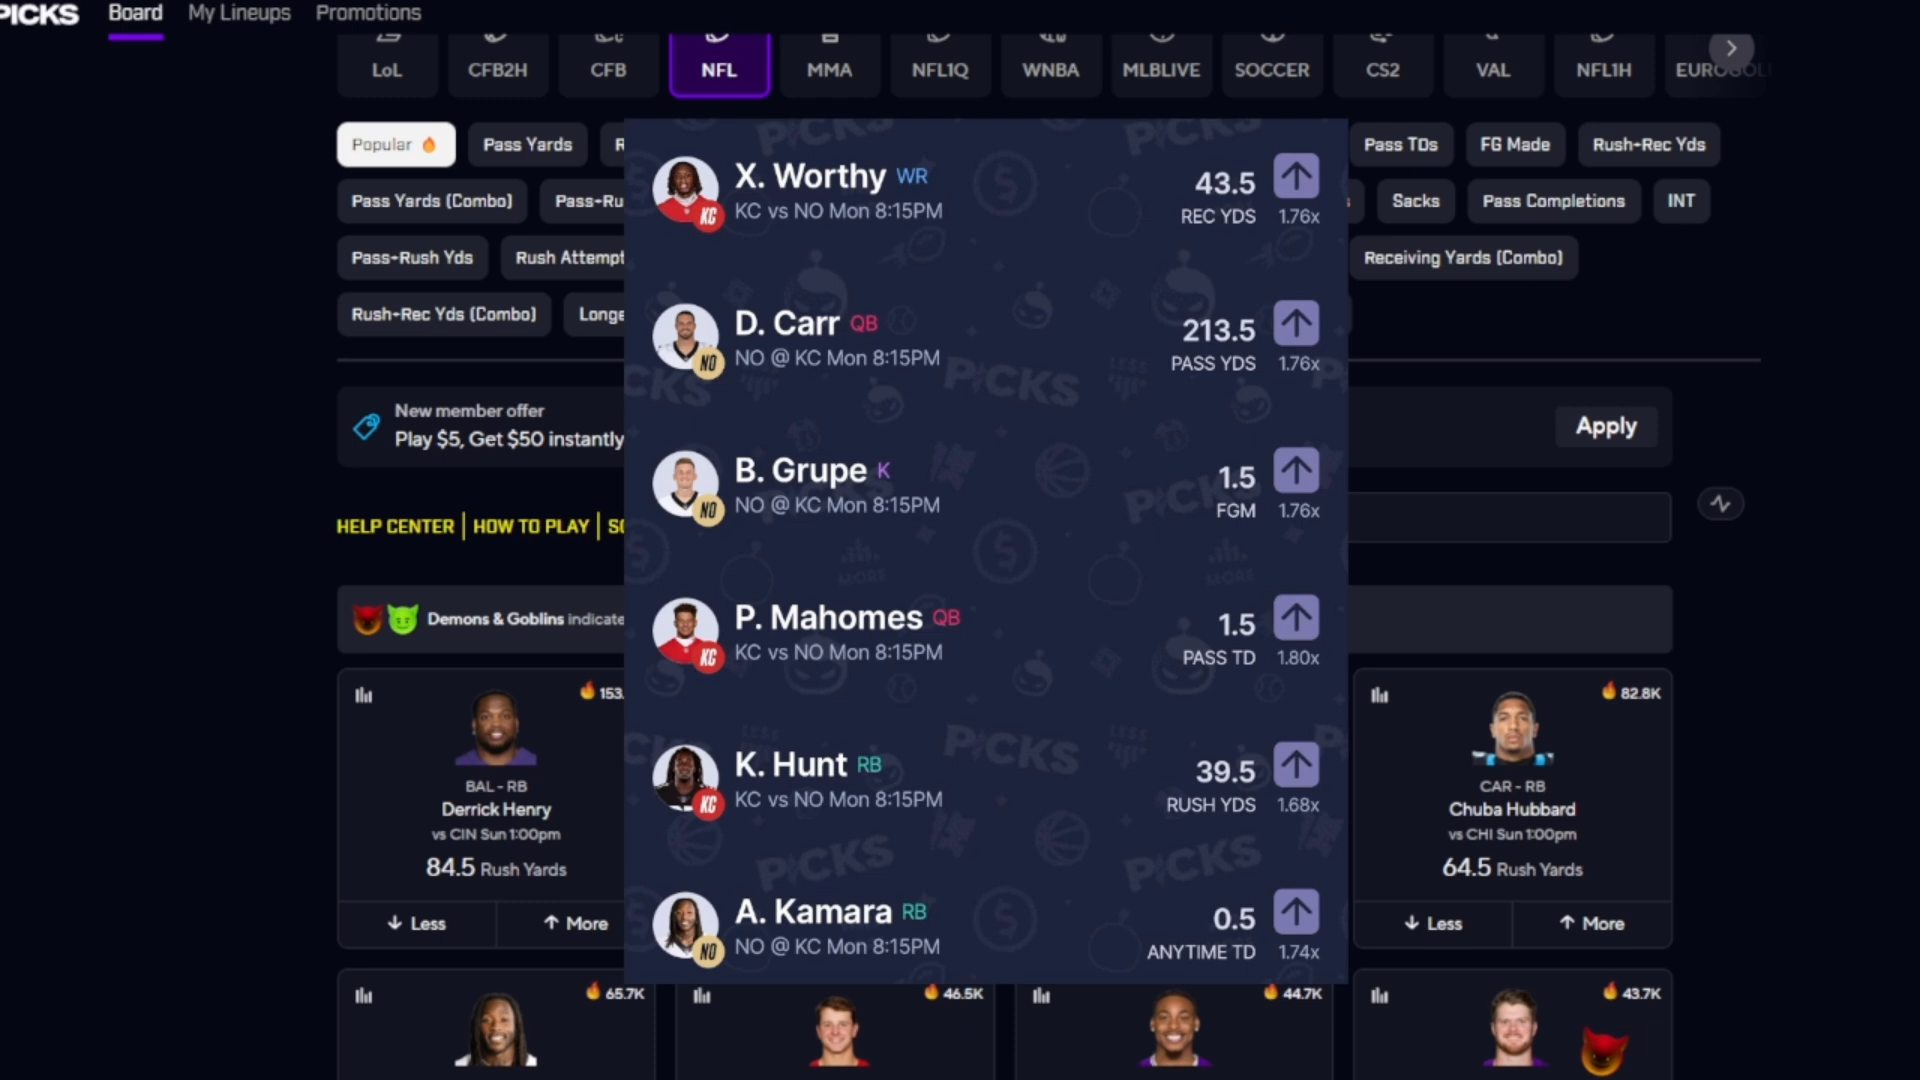 PICKS Board My Lineups Promotions
LoL CFB2H CFB NFL MMA NFL1Q WNBA MLBLIVE SOCCER CS2 VAL NFL1H
Popular Pass Yards Pass TDs FG Made Rush+Rec Yds
Pass Yards (Combo) Sacks Pass Completions INT
Pass+Rush Yds Receiving Yards (Combo)
Rush+Rec Yds (Combo)
New member offer
Play $5, Get $50 instantly
Apply
HELP CENTER HOW TO PLAY
Demons & Goblins indicate
X. Worthy WR
KC vs NO Mon 8:15PM
43.5
REC YDS 1.76x
D. Carr QB
NO @ KC Mon 8:15PM
213.5
PASS YDS 1.76x
B. Grupe K
NO @ KC Mon 8:15PM
1.5
FGM 1.76x
P. Mahomes QB
KC vs NO Mon 8:15PM
1.5
PASS TD 1.80x
K. Hunt RB
KC vs NO Mon 8:15PM
39.5
RUSH YDS 1.68x
A. Kamara RB
NO @ KC Mon 8:15PM
0.5
ANYTIME TD 1.74x
KC
NO
NO
KC
KC
NO
BAL - RB
Derrick Henry
vs CIN Sun 1:00pm
84.5 Rush Yards
Less More
82.8K
CAR - RB
Chuba Hubbard
vs CHI Sun 1:00pm
64.5 Rush Yards
Less More
65.7K 46.5K 44.7K 43.7K